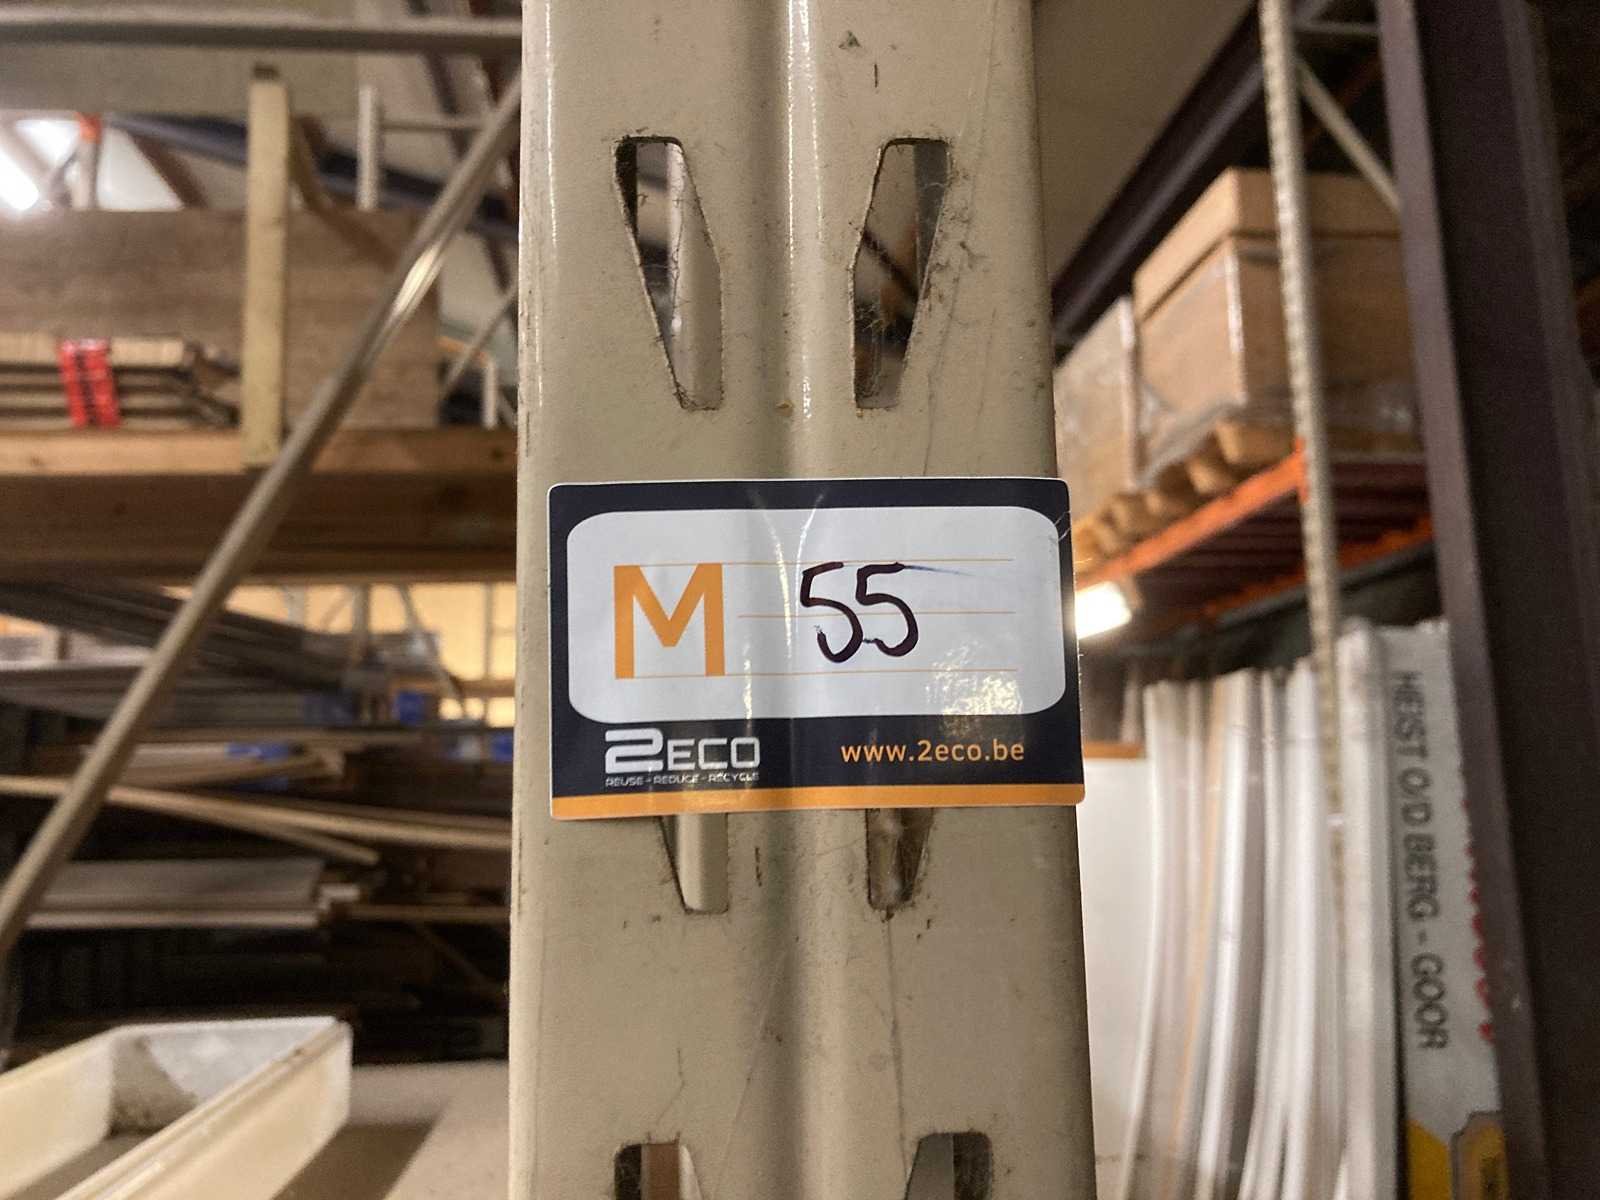 M 55
2ECO
REUSE - REDUCE - RECYCLE
www.2eco.be
HEIST O/D BERG - GOOR